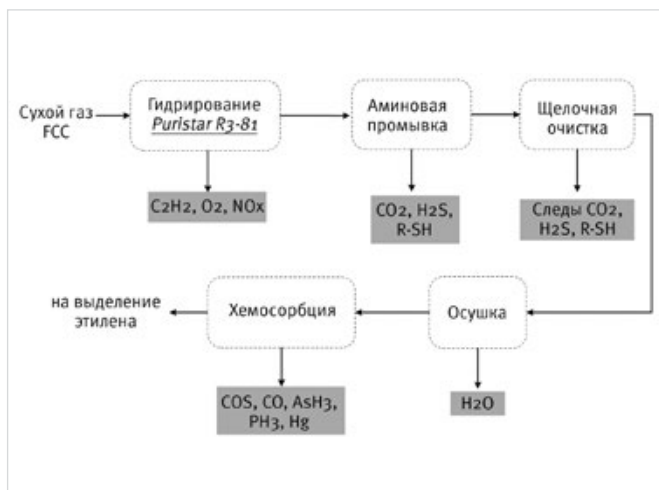 Сухой газ
FCC
Гидрирование
Puristar R3-81
Аминовая
промывка
Щелочная
очистка
C2H2, O2, NOx
CO2, H2S,
R-SH
Следы CO2,
H2S, R-SH
на выделение
этилена
Хемосорбция
Осушка
COS, CO, AsH3,
PH3, Hg
H2O